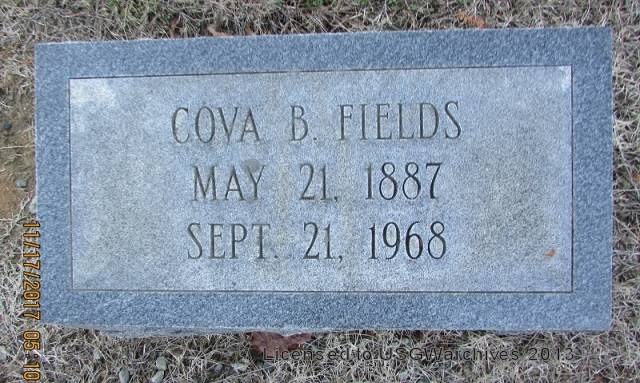 COVA B. FIELDS
MAY 21, 1887
SEPT. 21, 1968
11/17/2017 05:10
Licensed to USGWarchives 2013